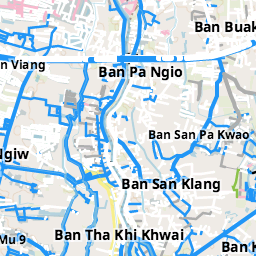 Ban Buak
n Viang
Ban Pa Ngio
Ban San Pa Kwao
Ngiw
Ban San Klang
Ban Tha Khi Khwai
Mu 9
Ban K